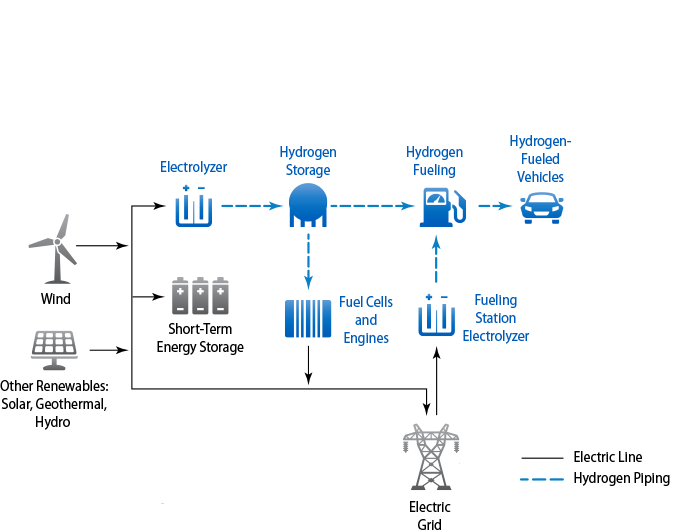 Hydrogen-
Fueled
Vehicles
Hydrogen
Storage
Hydrogen
Fueling
Electrolyzer
+ −
Wind
Short-Term
Energy Storage
Fuel Cells
and
Engines
+ −
Fueling
Station
Electrolyzer
Other Renewables:
Solar, Geothermal,
Hydro
Electric
Grid
Electric Line
Hydrogen Piping